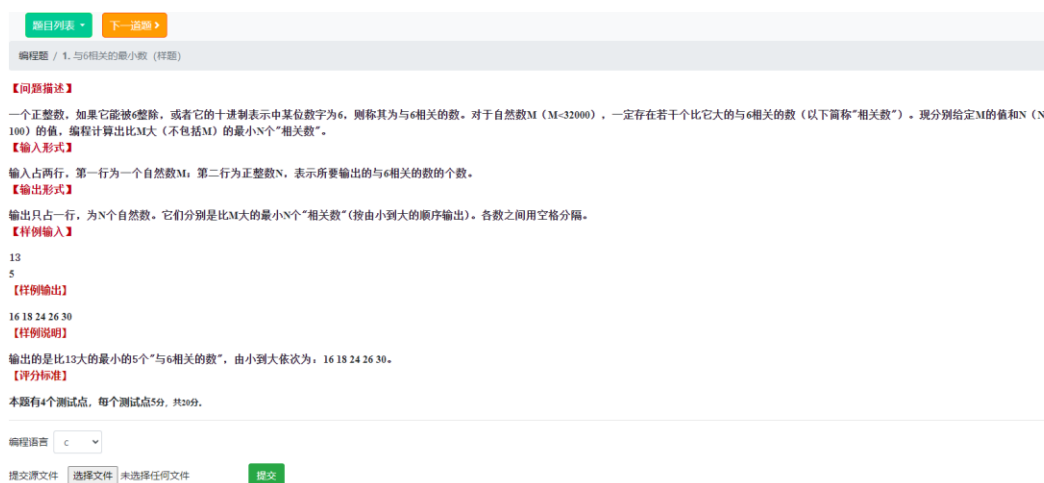 题目列表
下一道题
编程题 / 1. 与6相关的最小数 (样题)
【问题描述】
一个正整数，如果它能被6整除，或者它的十进制表示中某位数字为6，则称其为与6相关的数。对于自然数M（M<32000），一定存在若干个比它大的与6相关的数（以下简称"相关数"）。现分别给定M的值和N（N
100）的值，编程计算出比M大（不包括M）的最小N个"相关数"。
【输入形式】
输入占两行，第一行为一个自然数M；第二行为正整数N，表示所要输出的与6相关的数的个数。
【输出形式】
输出只占一行，为N个自然数。它们分别是比M大的最小N个"相关数"(按由小到大的顺序输出)。各数之间用空格分隔。
【样例输入】
13
5
【样例输出】
16 18 24 26 30
【样例说明】
输出的是比13大的最小的5个"与6相关的数"，由小到大依次为：16 18 24 26 30。
【评分标准】
本题有4个测试点，每个测试点5分，共20分。
编程语言 c
提交源文件 选择文件 未选择任何文件 提交